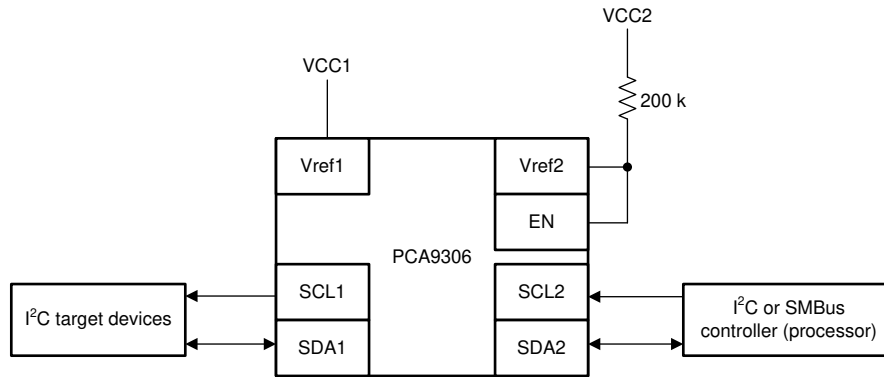 VCC2
VCC1
200 k
Vref1
Vref2
EN
PCA9306
SCL1
SCL2
I²C target devices
I²C or SMBus
controller (processor)
SDA1
SDA2